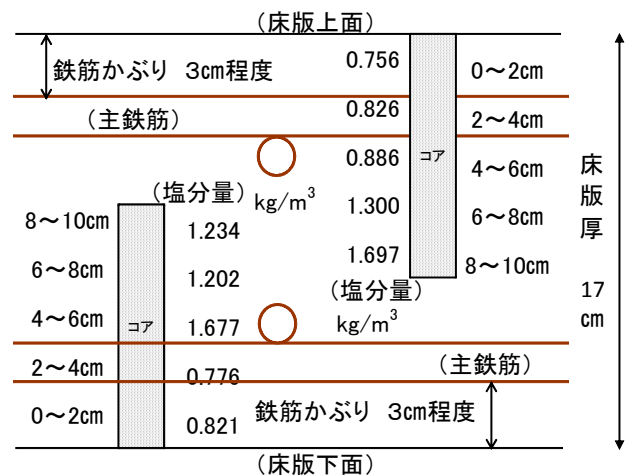 (床版上面)
鉄筋かぶり 3cm程度
0.756
0~2cm
(主鉄筋)
0.826
2~4cm
0.886
4~6cm
コア
1.300
6~8cm
1.697
8~10cm
(塩分量)
kg/m³
床版厚 17cm
(塩分量)
kg/m³
8~10cm
1.234
6~8cm
1.202
4~6cm
コア
1.677
2~4cm
0.776
(主鉄筋)
0~2cm
0.821
鉄筋かぶり 3cm程度
(床版下面)